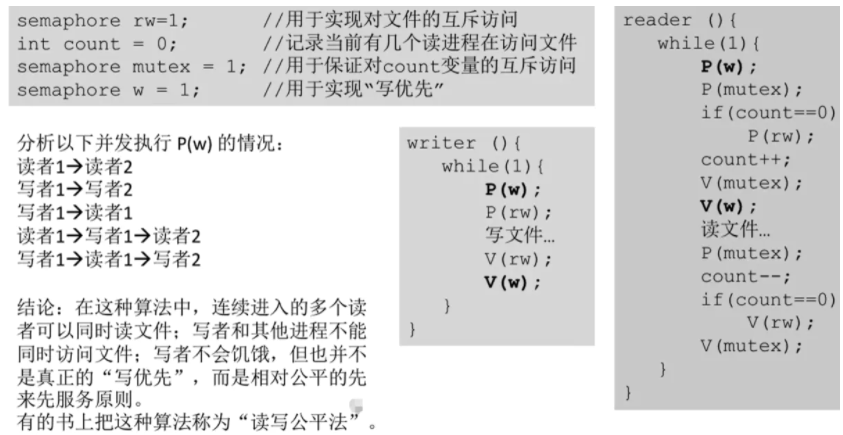 semaphore rw=1; //用于实现对文件的互斥访问
int count = 0; //记录当前有几个读进程在访问文件
semaphore mutex = 1; //用于保证对count变量的互斥访问
semaphore w = 1; //用于实现“写优先”
分析以下并发执行 P(w) 的情况：
读者1→读者2
写者1→写者2
写者1→读者1
读者1→写者1→读者2
写者1→读者1→写者2
结论：在这种算法中，连续进入的多个读
者可以同时读文件；写者和其他进程不能
同时访问文件；写者不会饥饿，但也并不
是真正的“写优先”，而是相对公平的先
来先服务原则。
有的书上把这种算法称为“读写公平法”。
writer (){
while(1){
P(w);
P(rw);
写文件…
V(rw);
V(w);
}
}
reader (){
while(1){
P(w);
P(mutex);
if(count==0)
P(rw);
count++;
V(mutex);
V(w);
读文件…
P(mutex);
count--;
if(count==0)
V(rw);
V(mutex);
}
}